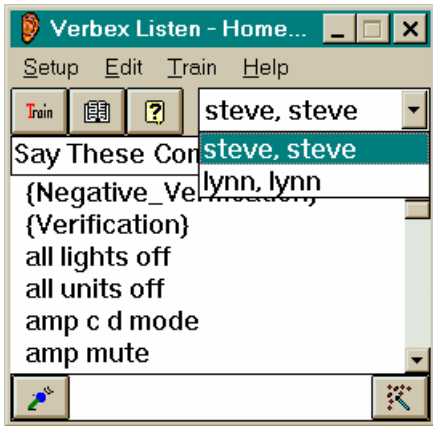 Verbex Listen - Home...
Setup Edit Train Help
Train steve, steve
steve, steve
lynn, lynn
Say These Con
{Negative_Verification}
{Verification}
all lights off
all units off
amp c d mode
amp mute